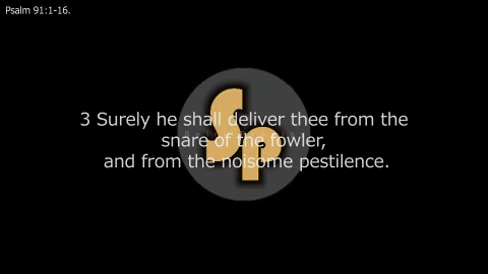 Psalm 91:1-16.
3 Surely he shall deliver thee from the
snare of the fowler,
and from the noisome pestilence.
Sp